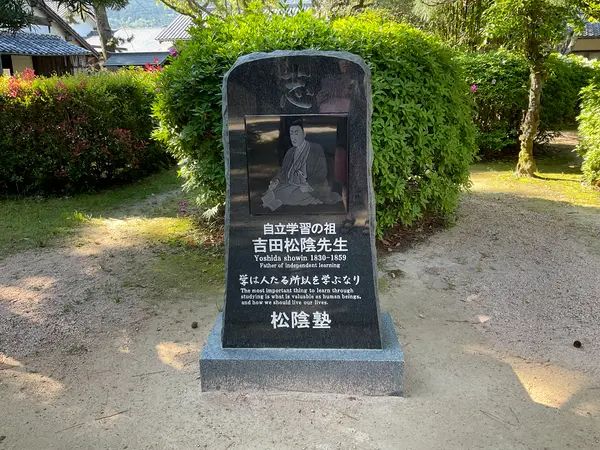 志
自立学習の祖
吉田松陰先生
Yoshida showin 1830-1859
Father of independent learning
学は人たる所以を学ぶなり
The most important thing to learn through
studying is what is valuable as human beings,
and how we should live our lives.
松陰塾